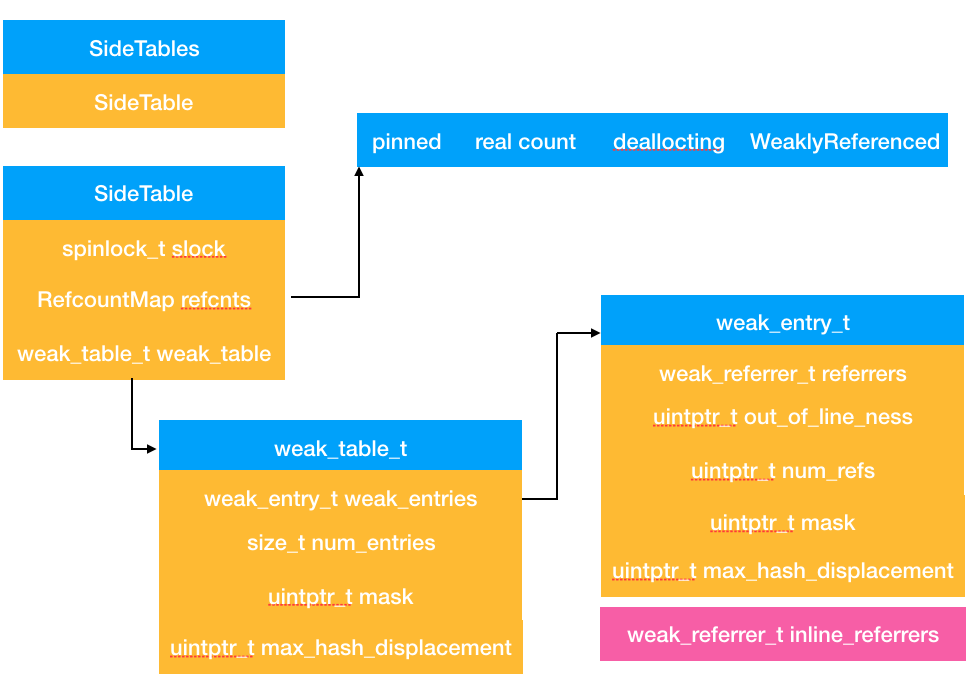 SideTables
SideTable
pinned real count deallocting WeaklyReferenced
SideTable
spinlock_t slock
RefcountMap refcnts
weak_table_t weak_table
weak_table_t
weak_entry_t weak_entries
size_t num_entries
uintptr_t mask
uintptr_t max_hash_displacement
weak_entry_t
weak_referrer_t referrers
uintptr_t out_of_line_ness
uintptr_t num_refs
uintptr_t mask
uintptr_t max_hash_displacement
weak_referrer_t inline_referrers